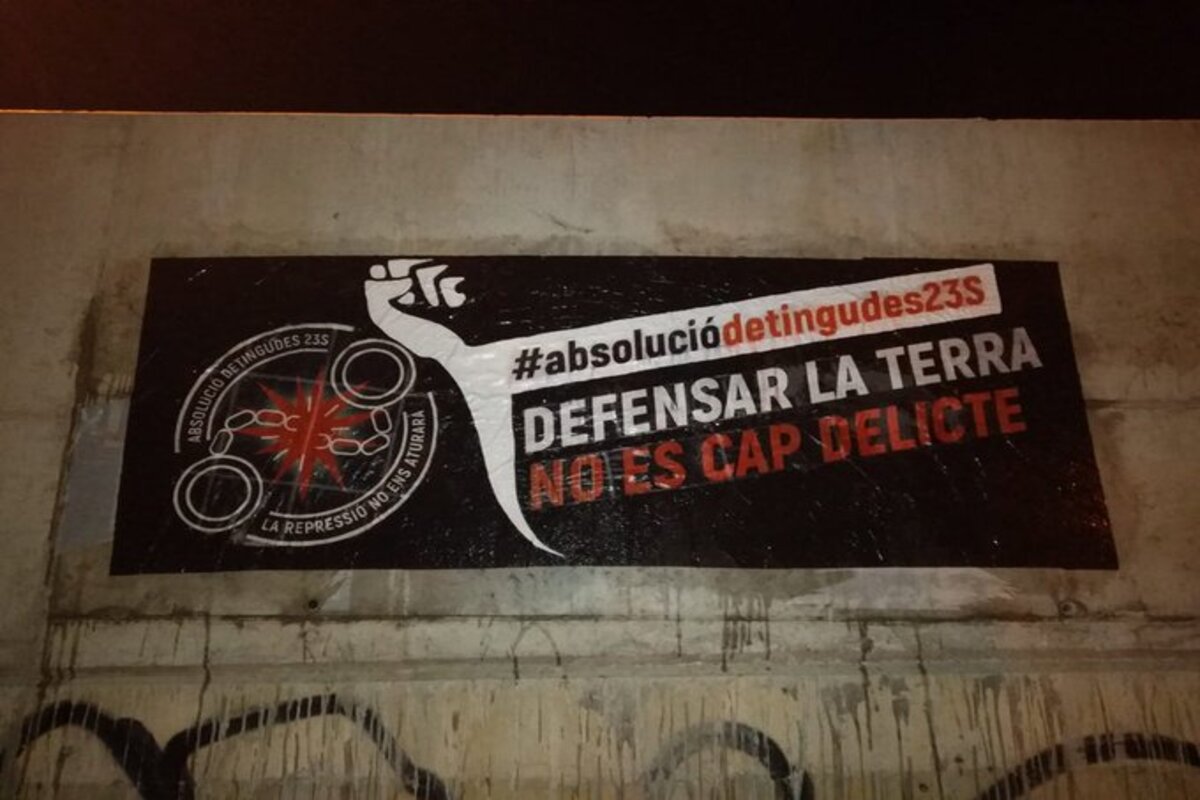 ABSOLUCIÓ DETINGUDES 23S
LA REPRESSIÓ NO ENS ATURARÀ
#absoluciódetingudes23S
DEFENSAR LA TERRA
NO ES CAP DELICTE